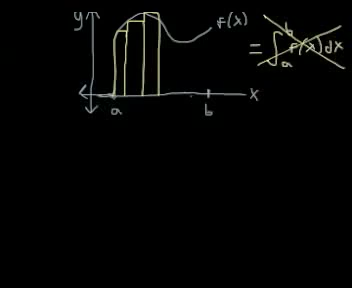 y
f(x)
= ∫ₐᵇ f(x)dx
x
a
b